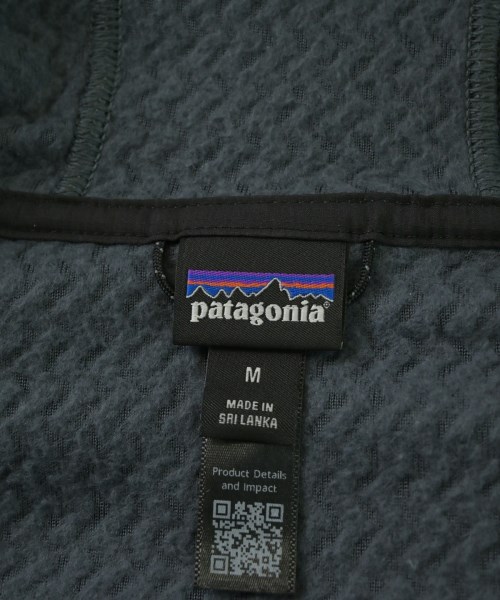 patagonia®
M
MADE IN
SRI LANKA
Product Details
and Impact